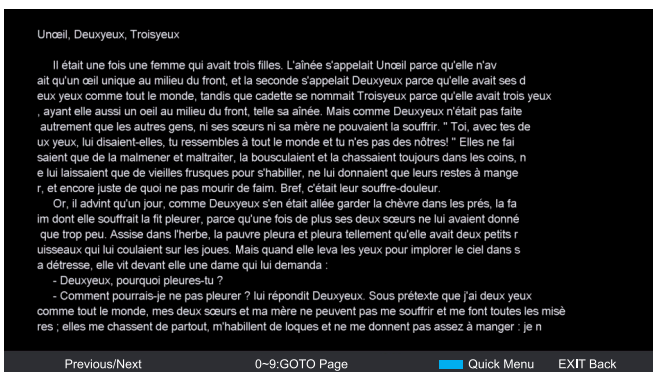 Unœil, Deuxyeux, Troisyeux
Il était une fois une femme qui avait trois filles. L'aînée s'appelait Unœil parce qu'elle n'av
ait qu'un œil unique au milieu du front, et la seconde s'appelait Deuxyeux parce qu'elle avait ses d
eux yeux comme tout le monde, tandis que cadette se nommait Troisyeux parce qu'elle avait trois yeux
, ayant elle aussi un oeil au milieu du front, telle sa aînée. Mais comme Deuxyeux n'était pas faite
autrement que les autres gens, ni ses sœurs ni sa mère ne pouvaient la souffrir. " Toi, avec tes de
ux yeux, lui disaient-elles, tu ressembles à tout le monde et tu n'es pas des nôtres! " Elles ne fai
saient que de la malmener et maltraiter, la bousculaient et la chassaient toujours dans les coins, n
e lui laissaient que de vieilles frusques pour s'habiller, ne lui donnaient que leurs restes à mange
r, et encore juste de quoi ne pas mourir de faim. Bref, c'était leur souffre-douleur.
Or, il advint qu'un jour, comme Deuxyeux s'en était allée garder la chèvre dans les prés, la fa
im dont elle souffrait la fit pleurer, parce qu'une fois de plus ses deux sœurs ne lui avaient donné
que trop peu. Assise dans l'herbe, la pauvre pleura et pleura tellement qu'elle avait deux petits r
uisseaux qui lui coulaient sur les joues. Mais quand elle leva les yeux pour implorer le ciel dans s
a détresse, elle vit devant elle une dame qui lui demanda :
- Deuxyeux, pourquoi pleures-tu ?
- Comment pourrais-je ne pas pleurer ? lui répondit Deuxyeux. Sous prétexte que j'ai deux yeux
comme tout le monde, mes deux sœurs et ma mère ne peuvent pas me souffrir et me font toutes les misè
res ; elles me chassent de partout, m'habillent de loques et ne me donnent pas assez à manger : je n
Previous/Next 0~9:GOTO Page Quick Menu EXIT Back